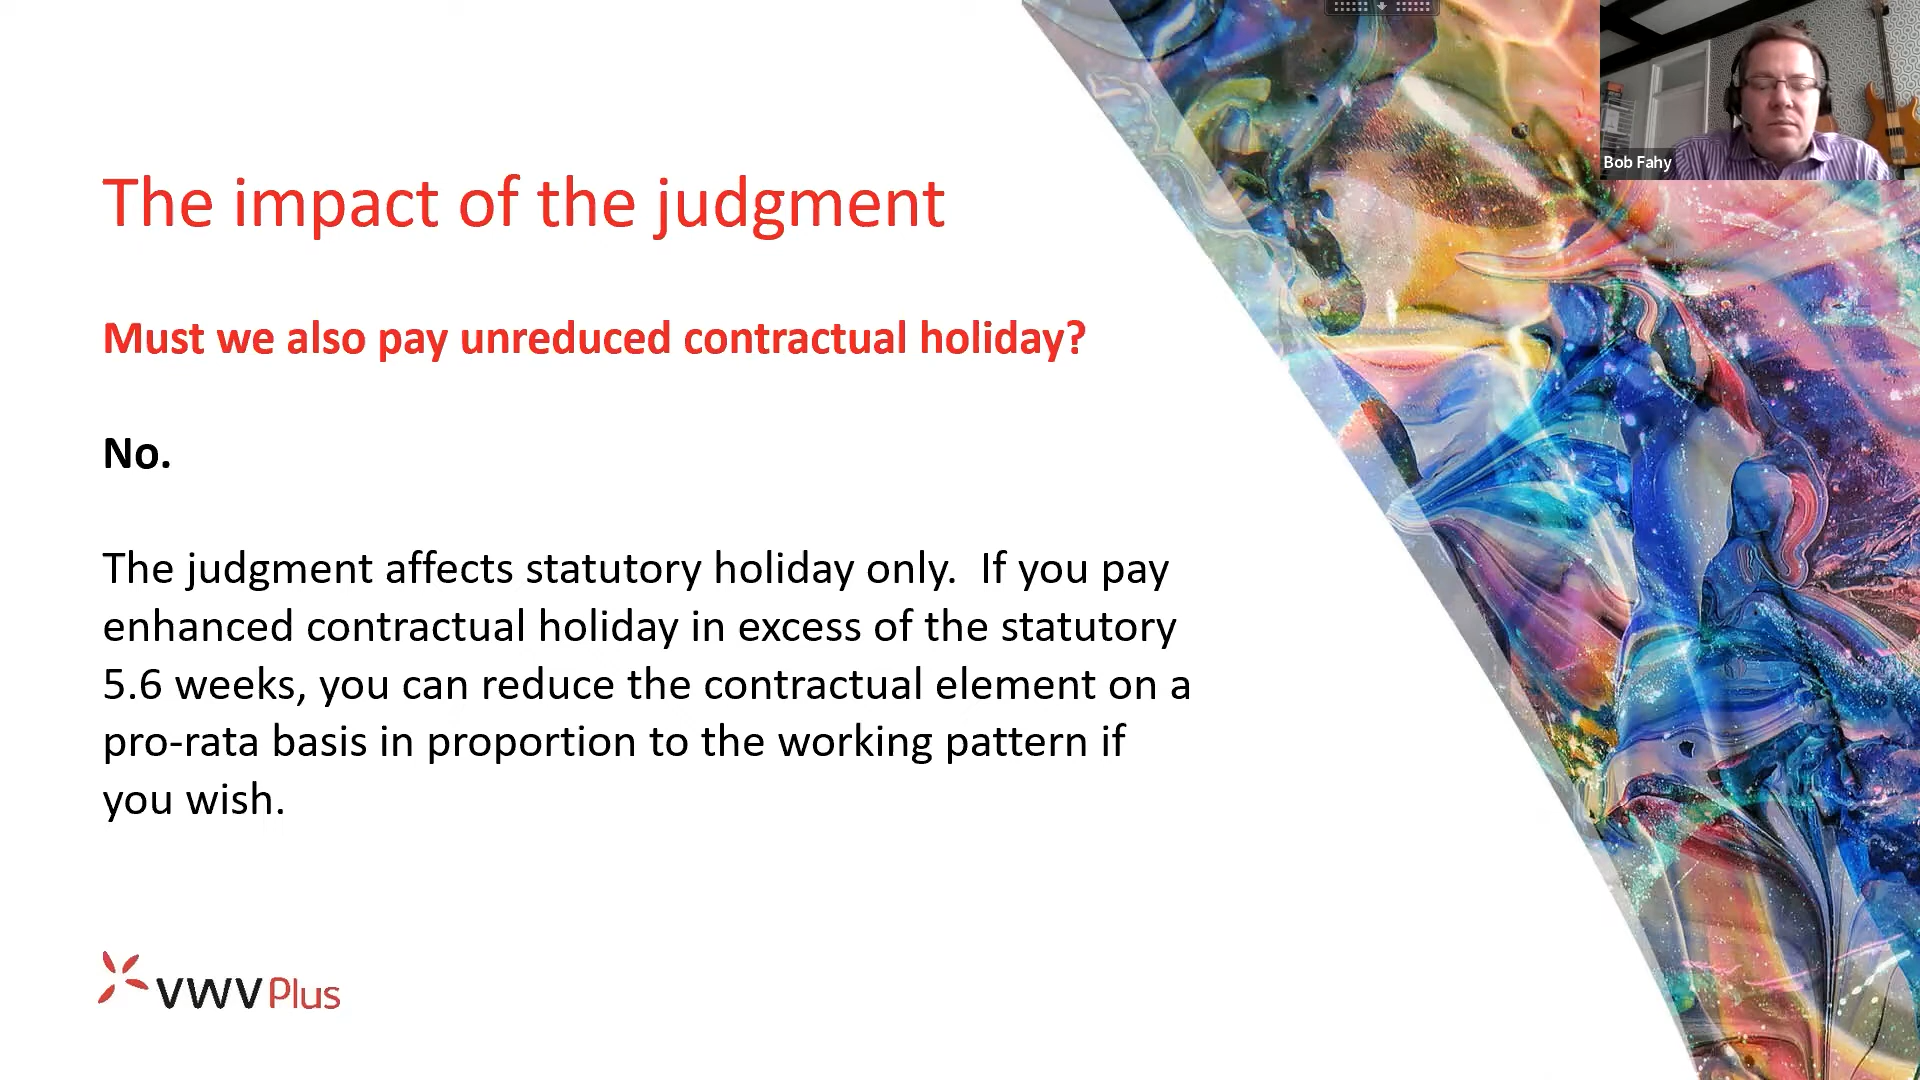 The impact of the judgment
Must we also pay unreduced contractual holiday?
No.
The judgment affects statutory holiday only.  If you pay
enhanced contractual holiday in excess of the statutory
5.6 weeks, you can reduce the contractual element on a
pro-rata basis in proportion to the working pattern if
you wish.
VWV Plus
Bob Fahy